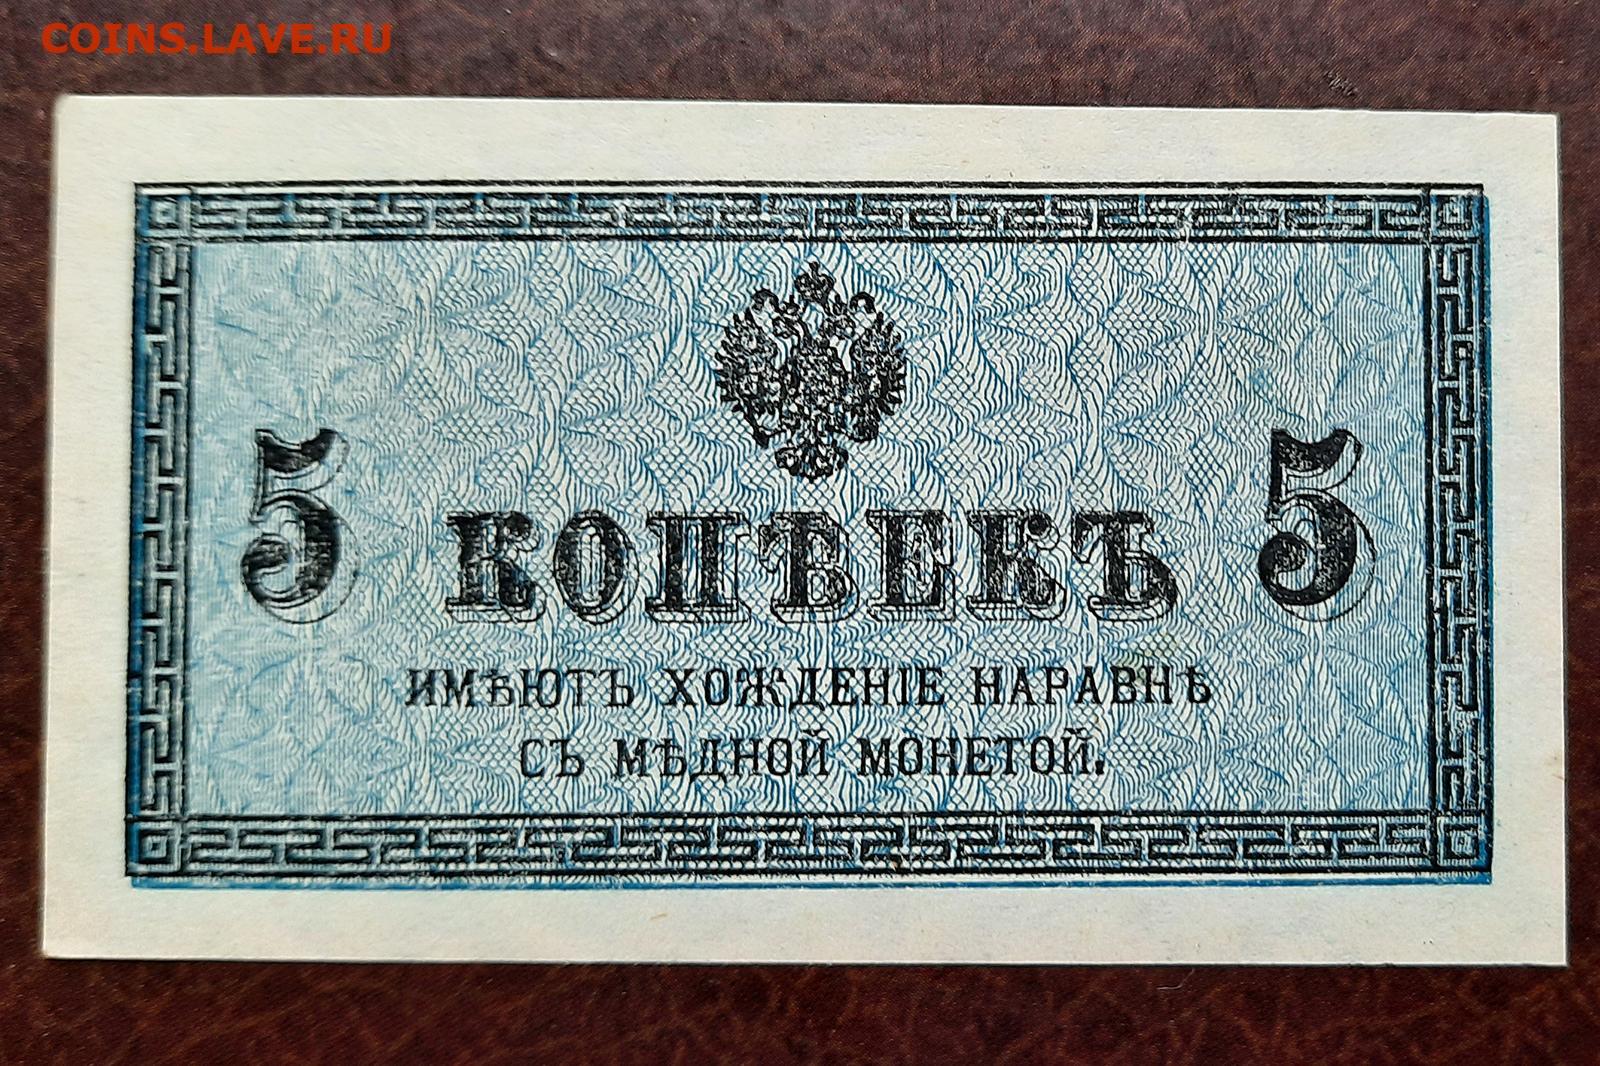 COINS.LAVE.RU
5 КОПѢЕКЪ 5
ИМѢЮТЪ ХОЖДЕНІЕ НАРАВНѢ
СЪ МѢДНОЙ МОНЕТОЙ.